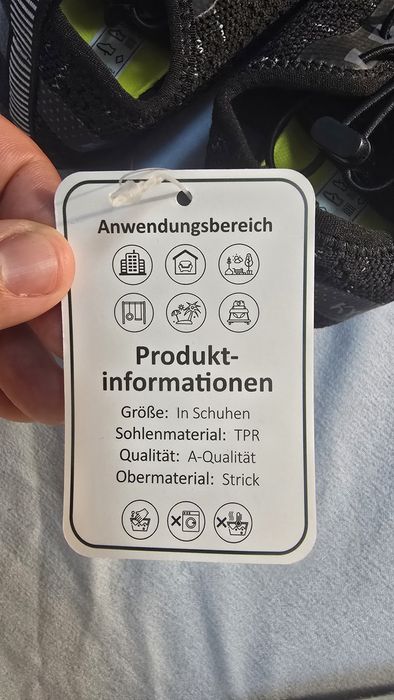 Anwendungsbereich
Produkt-
informationen
Größe: In Schuhen
Sohlenmaterial: TPR
Qualität: A-Qualität
Obermaterial: Strick